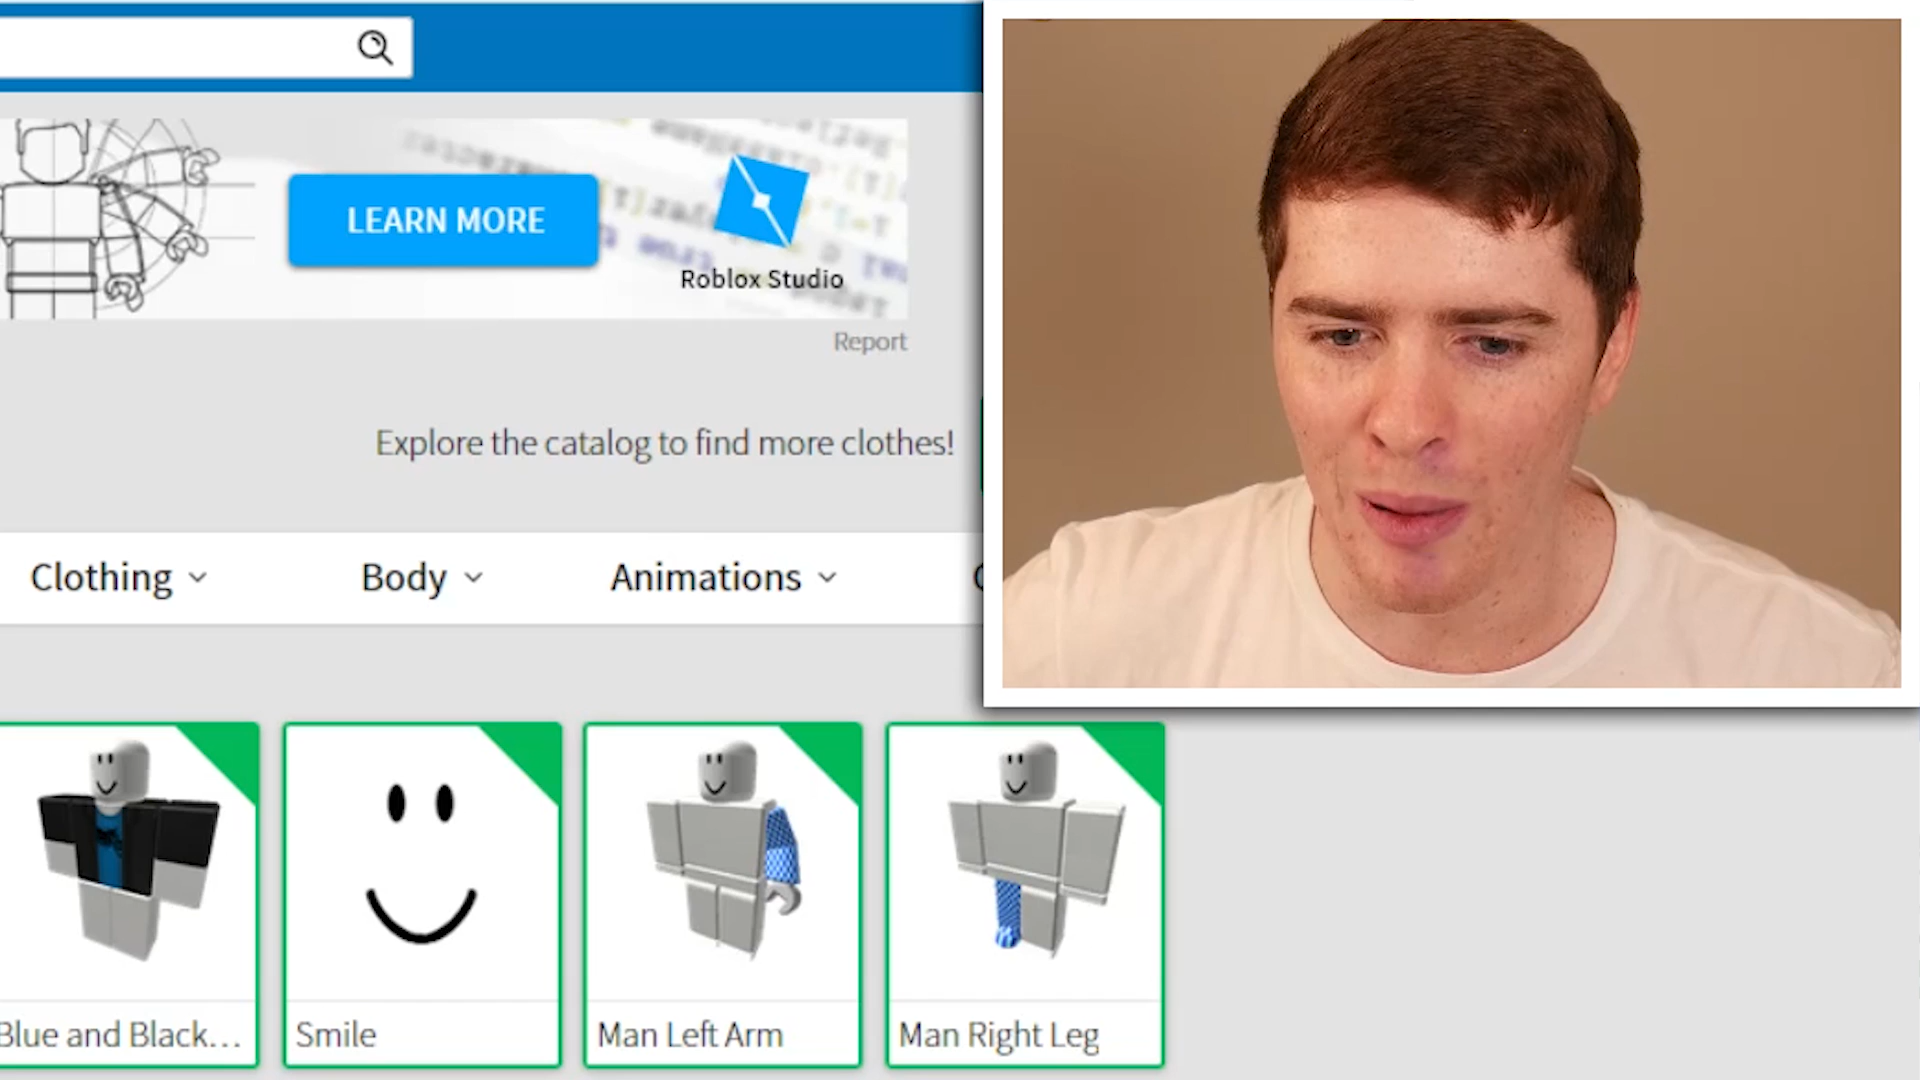 LEARN MORE
Roblox Studio
Report
Explore the catalog to find more clothes!
Clothing
Body
Animations
Blue and Black...
Smile
Man Left Arm
Man Right Leg